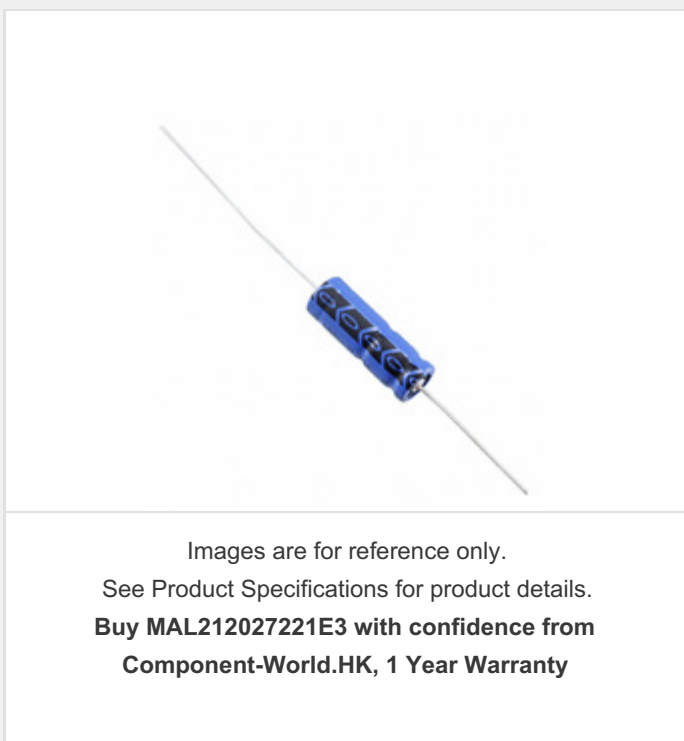 Images are for reference only.
See Product Specifications for product details.
Buy MAL212027221E3 with confidence from
Component-World.HK, 1 Year Warranty